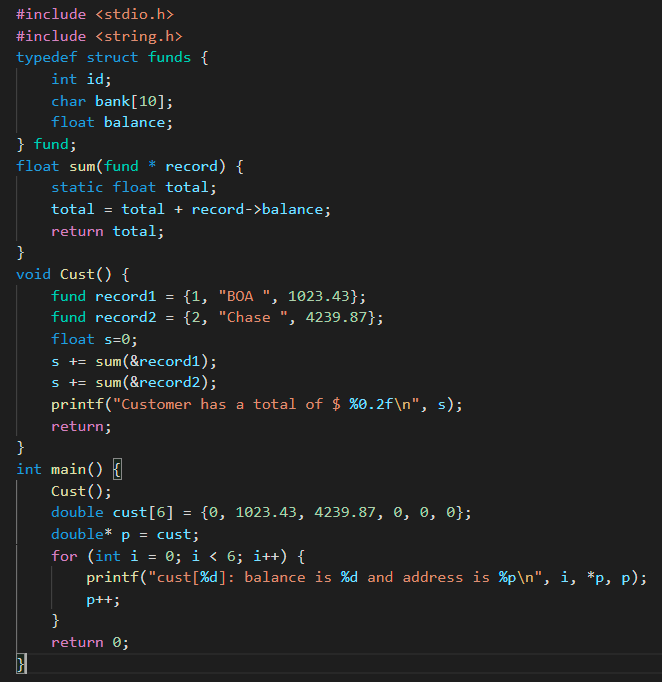 #include <stdio.h>
#include <string.h>
typedef struct funds {
    int id;
    char bank[10];
    float balance;
} fund;
float sum(fund * record) {
    static float total;
    total = total + record->balance;
    return total;
}
void Cust() {
    fund record1 = {1, "BOA ", 1023.43};
    fund record2 = {2, "Chase ", 4239.87};
    float s=0;
    s += sum(&record1);
    s += sum(&record2);
    printf("Customer has a total of $ %0.2f\n", s);
    return;
}
int main() {
    Cust();
    double cust[6] = {0, 1023.43, 4239.87, 0, 0, 0};
    double* p = cust;
    for (int i = 0; i < 6; i++) {
        printf("cust[%d]: balance is %d and address is %p\n", i, *p, p);
        p++;
    }
    return 0;
}